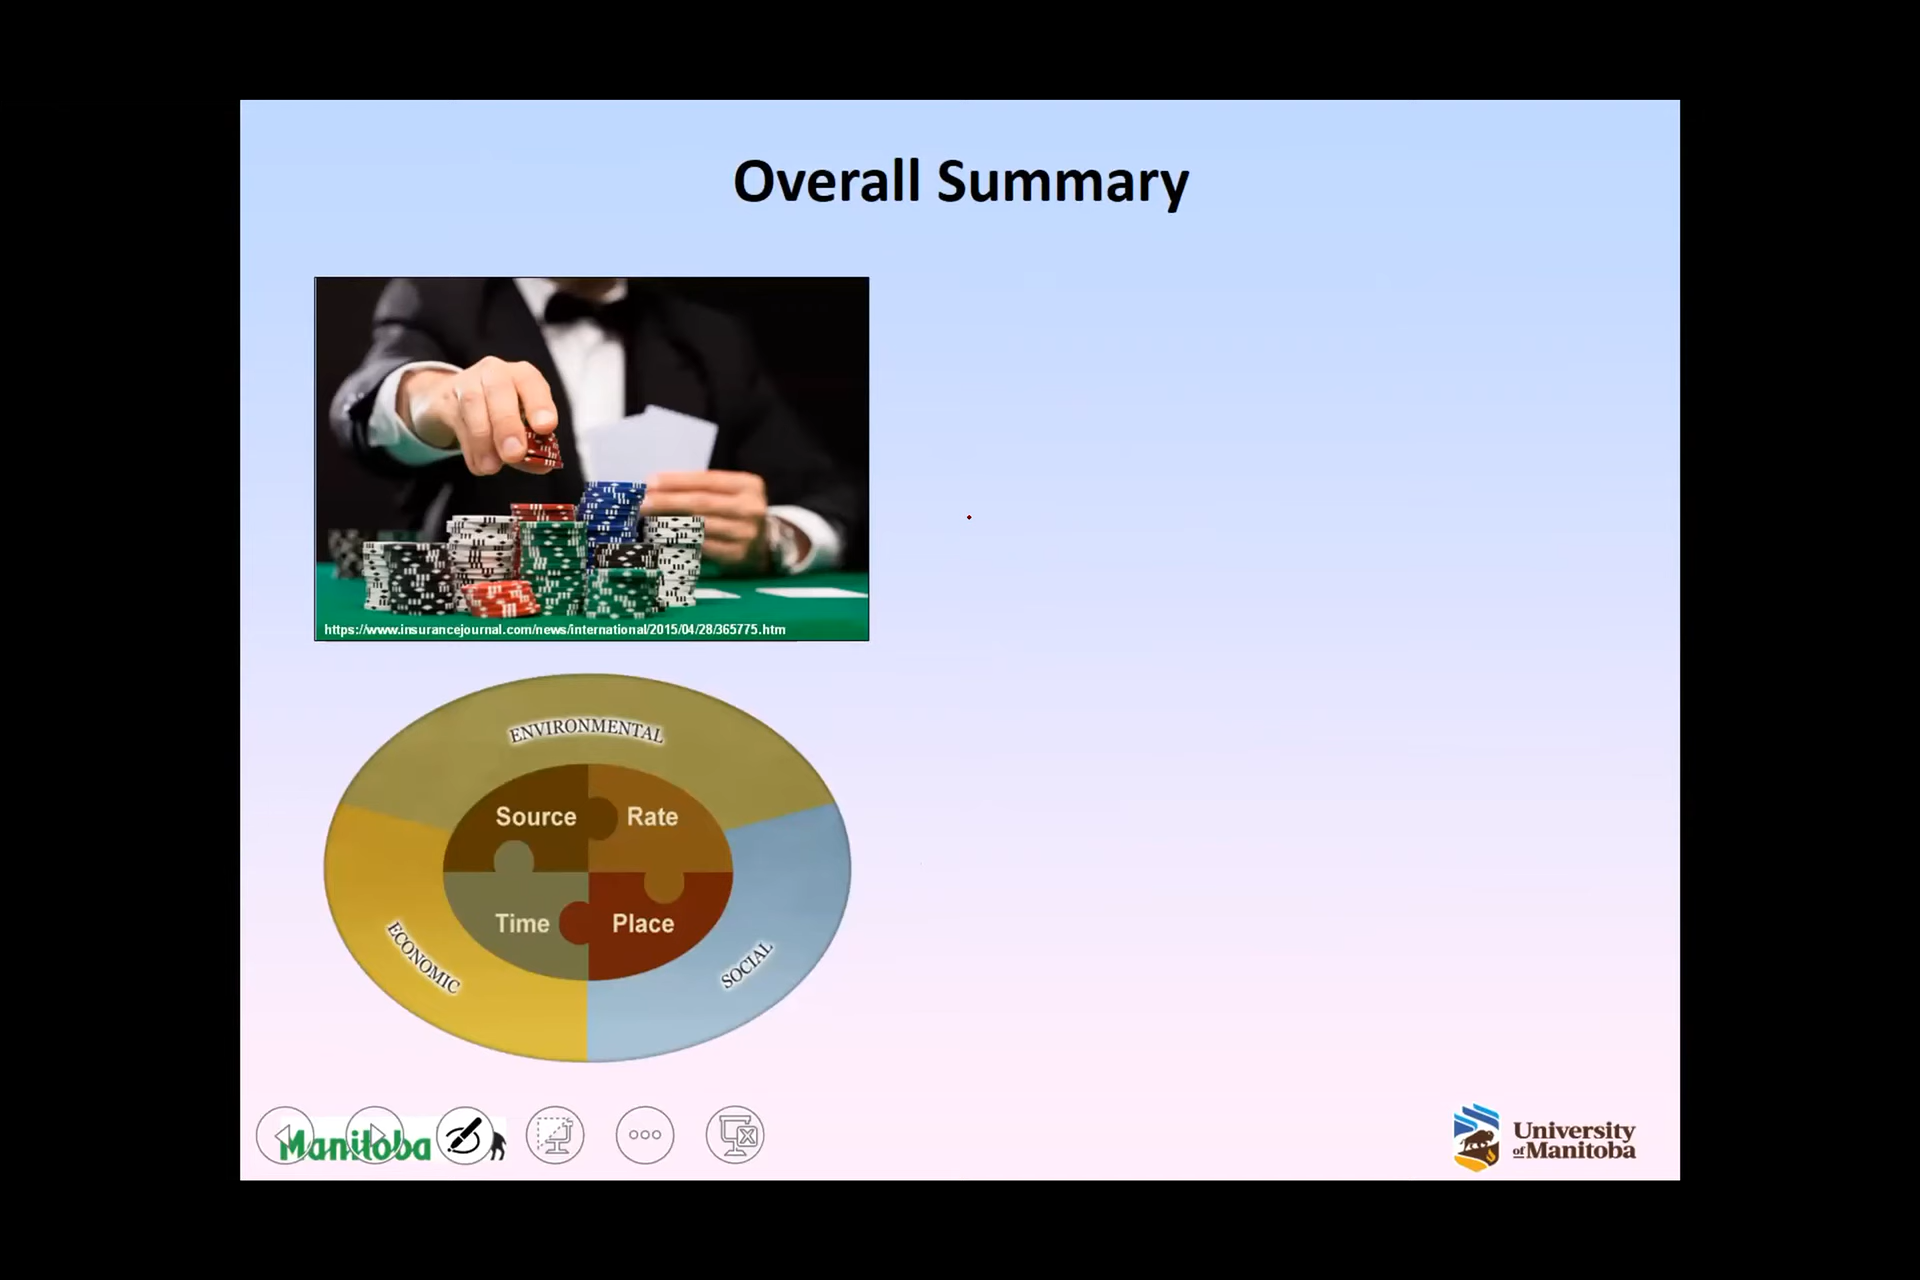 Overall Summary
https://www.insurancejournal.com/news/international/2015/04/28/365775.htm
ENVIRONMENTAL
Source
Rate
Time
Place
ECONOMIC
SOCIAL
Manitoba
University
of Manitoba